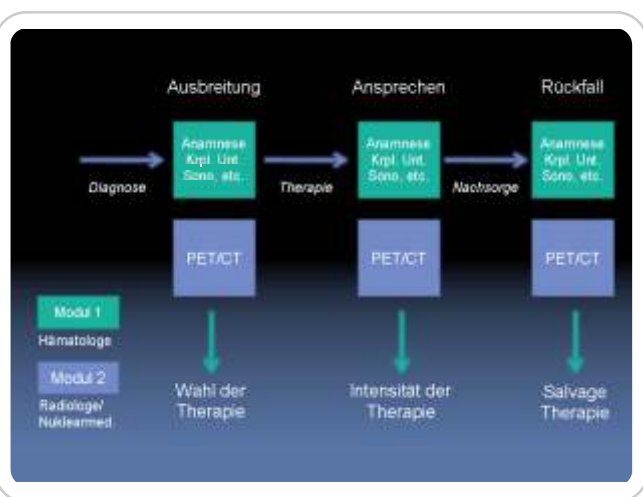 Ausbreitung
Ansprechen
Rückfall
Anamnese
Krpl. Unt.
Sono, etc.
Anamnese
Krpl. Unt.
Sono, etc.
Anamnese
Krpl. Unt.
Sono, etc.
Diagnose
Therapie
Nachsorge
PET/CT
PET/CT
PET/CT
Modul 1
Hämatologe
Modul 2
Radiologe/
Nuklearmed.
Wahl der
Therapie
Intensität der
Therapie
Salvage
Therapie